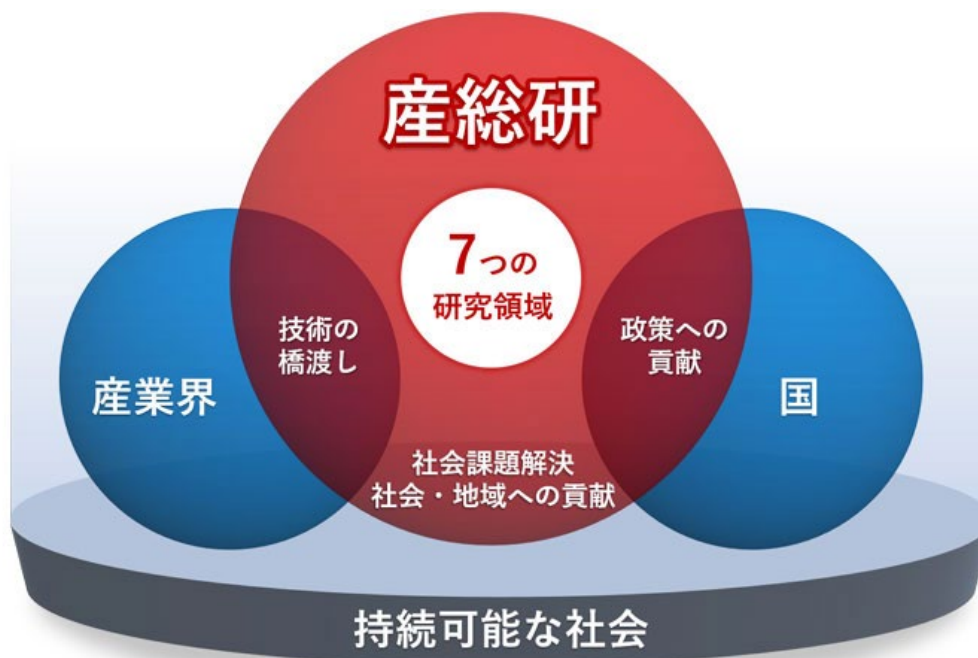 産総研
7つの
研究領域
技術の
橋渡し
政策への
貢献
産業界
国
社会課題解決
社会・地域への貢献
持続可能な社会